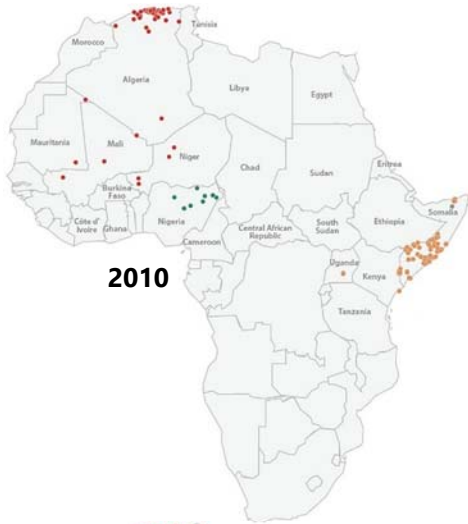 Tunisia
Morocco
Algeria
Libya
Egypt
Mauritania
Mali
Niger
Chad
Sudan
Eritrea
Burkina
Faso
Côte d'
Ivoire
Ghana
Nigeria
Cameroon
Central African
Republic
South
Sudan
Ethiopia
Somalia
Uganda
Kenya
Tanzania
2010